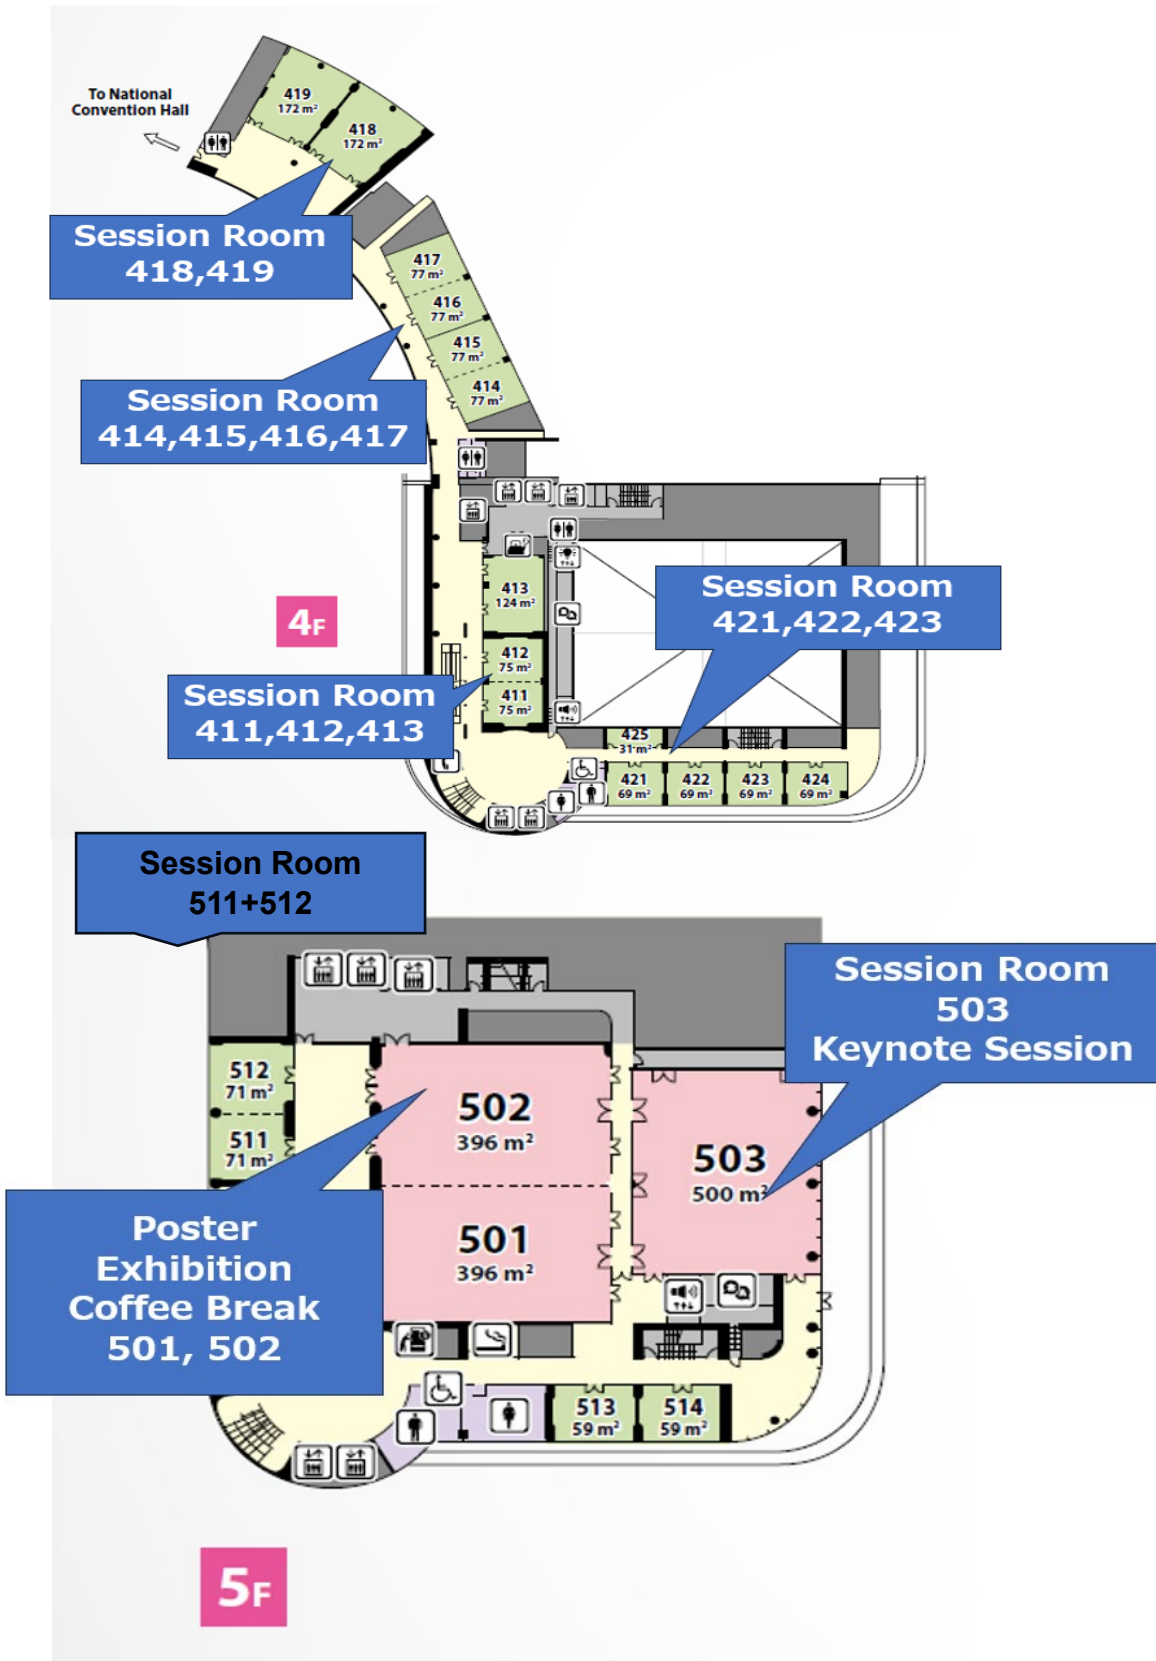 To National
Convention Hall
419
172 m²
418
172 m²
Session Room
418,419
417
77 m²
416
77 m²
415
77 m²
414
77 m²
Session Room
414,415,416,417
413
124 m²
Session Room
421,422,423
4F
412
75 m²
411
75 m²
Session Room
411,412,413
425
31 m²
421
69 m²
422
69 m²
423
69 m²
424
69 m²
Session Room
511+512
Session Room
503
Keynote Session
512
71 m²
511
71 m²
502
396 m²
503
500 m²
501
396 m²
Poster
Exhibition
Coffee Break
501, 502
513
59 m²
514
59 m²
5F